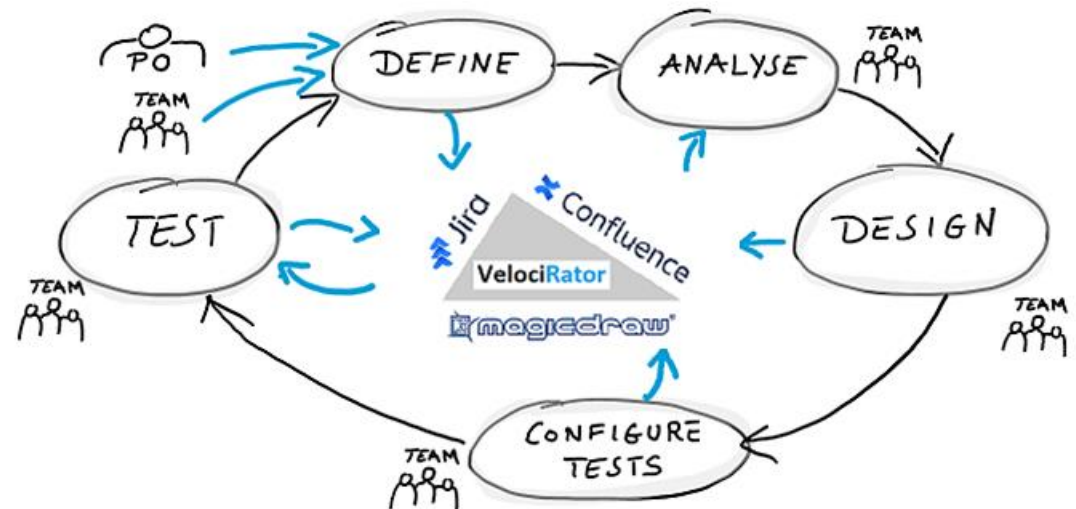 PO
DEFINE
ANALYSE
TEAM
TEAM
TEST
Jira
Confluence
DESIGN
VelociRator
TEAM
magicdraw
TEAM
CONFIGURE
TESTS
TEAM